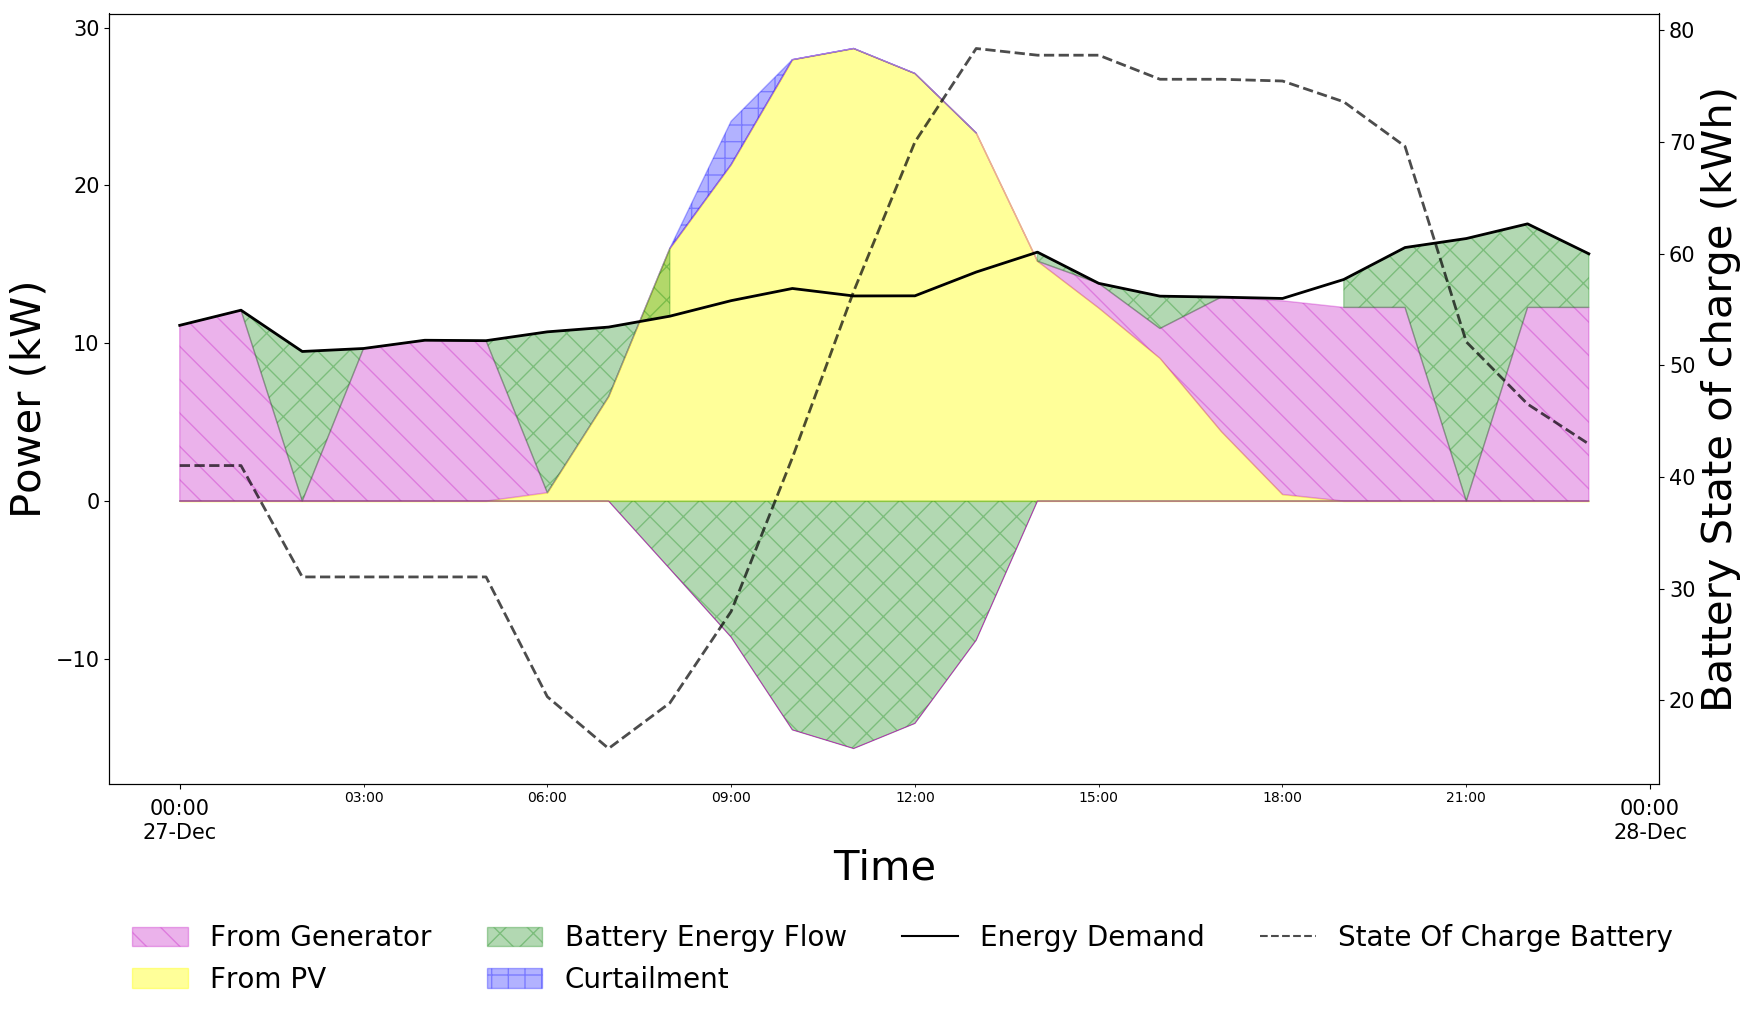 Power (kW)
30
20
10
0
−10
80
70
60
50
40
30
20
Battery State of charge (kWh)
00:00
27-Dec
03:00
06:00
09:00
12:00
15:00
18:00
21:00
00:00
28-Dec
Time
From Generator
From PV
Battery Energy Flow
Curtailment
Energy Demand
State Of Charge Battery